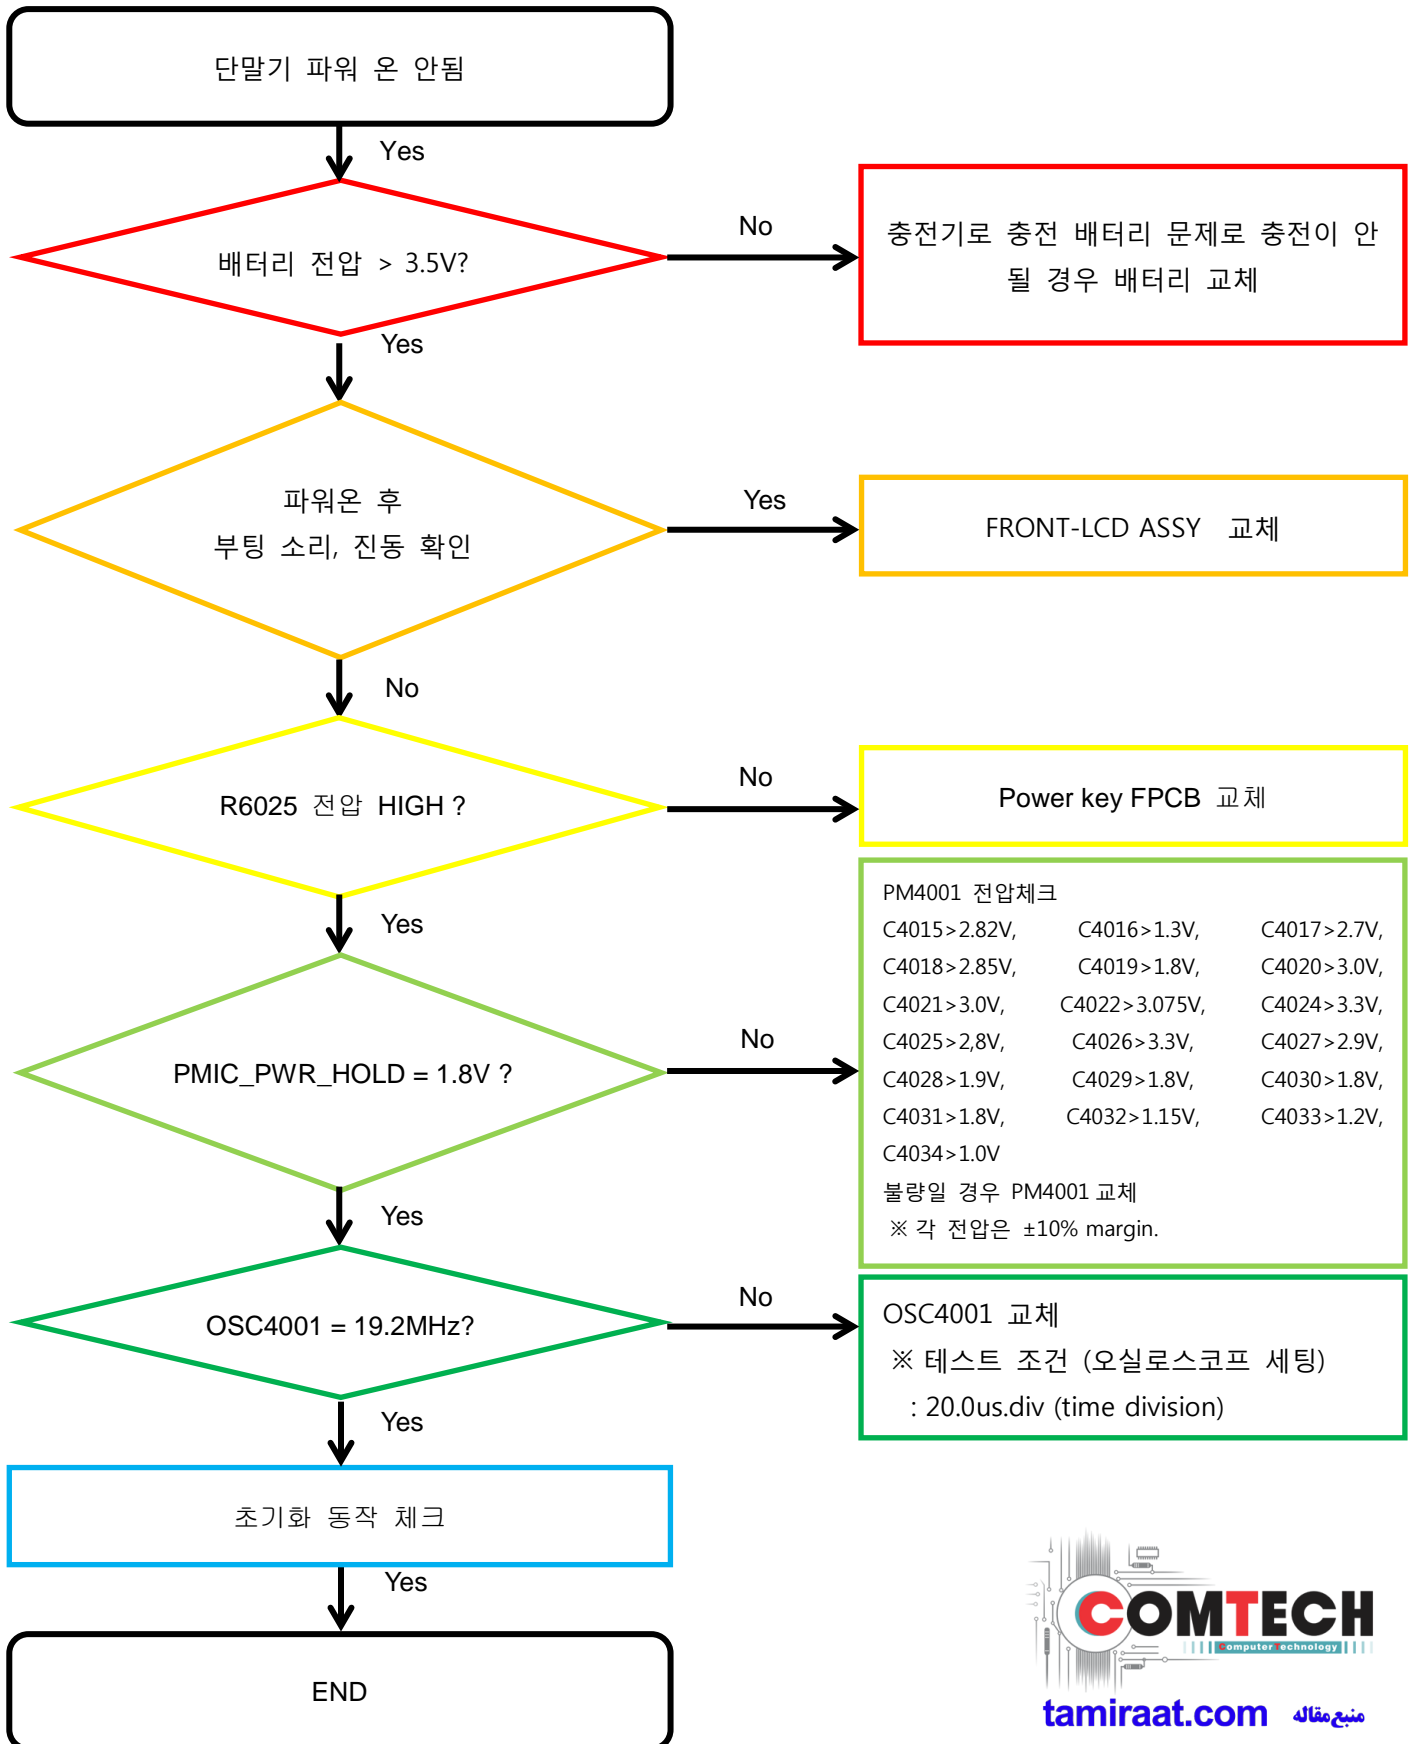 단말기 파워 온 안됨
Yes
배터리 전압 > 3.5V?
No
충전기로 충전 배터리 문제로 충전이 안
될 경우 배터리 교체
Yes
파워온 후
부팅 소리, 진동 확인
Yes
FRONT-LCD ASSY 교체
No
R6025 전압 HIGH ?
No
Power key FPCB 교체
Yes
PMIC_PWR_HOLD = 1.8V ?
No
PM4001 전압체크
C4015>2.82V, C4016>1.3V, C4017>2.7V,
C4018>2.85V, C4019>1.8V, C4020>3.0V,
C4021>3.0V, C4022>3.075V, C4024>3.3V,
C4025>2,8V, C4026>3.3V, C4027>2.9V,
C4028>1.9V, C4029>1.8V, C4030>1.8V,
C4031>1.8V, C4032>1.15V, C4033>1.2V,
C4034>1.0V
불량일 경우 PM4001 교체
※ 각 전압은 ±10% margin.
Yes
OSC4001 = 19.2MHz?
No
OSC4001 교체
※ 테스트 조건 (오실로스코프 세팅)
: 20.0us.div (time division)
Yes
초기화 동작 체크
Yes
END
COMTECH
Computer Technology
tamiraat.com منبع مقاله